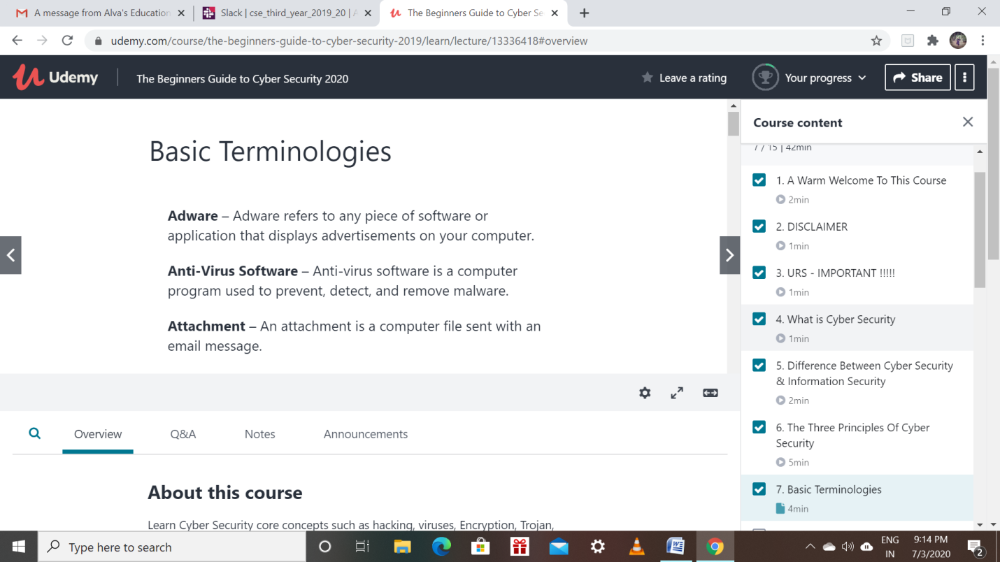 A message from Alva's Education
Slack | cse_third_year_2019_20 | A
The Beginners Guide to Cyber Se
udemy.com/course/the-beginners-guide-to-cyber-security-2019/learn/lecture/13336418#overview
Udemy
The Beginners Guide to Cyber Security 2020
Leave a rating
Your progress
Share
Basic Terminologies
Adware – Adware refers to any piece of software or
application that displays advertisements on your computer.
Anti-Virus Software – Anti-virus software is a computer
program used to prevent, detect, and remove malware.
Attachment – An attachment is a computer file sent with an
email message.
Overview
Q&A
Notes
Announcements
About this course
Learn Cyber Security core concepts such as hacking, viruses, Encryption, Trojan,
Course content
7 / 15 | 42min
1. A Warm Welcome To This Course
2min
2. DISCLAIMER
1min
3. URS - IMPORTANT !!!!!
1min
4. What is Cyber Security
1min
5. Difference Between Cyber Security
& Information Security
2min
6. The Three Principles Of Cyber
Security
5min
7. Basic Terminologies
4min
Type here to search
ENG
IN
9:14 PM
7/3/2020
2